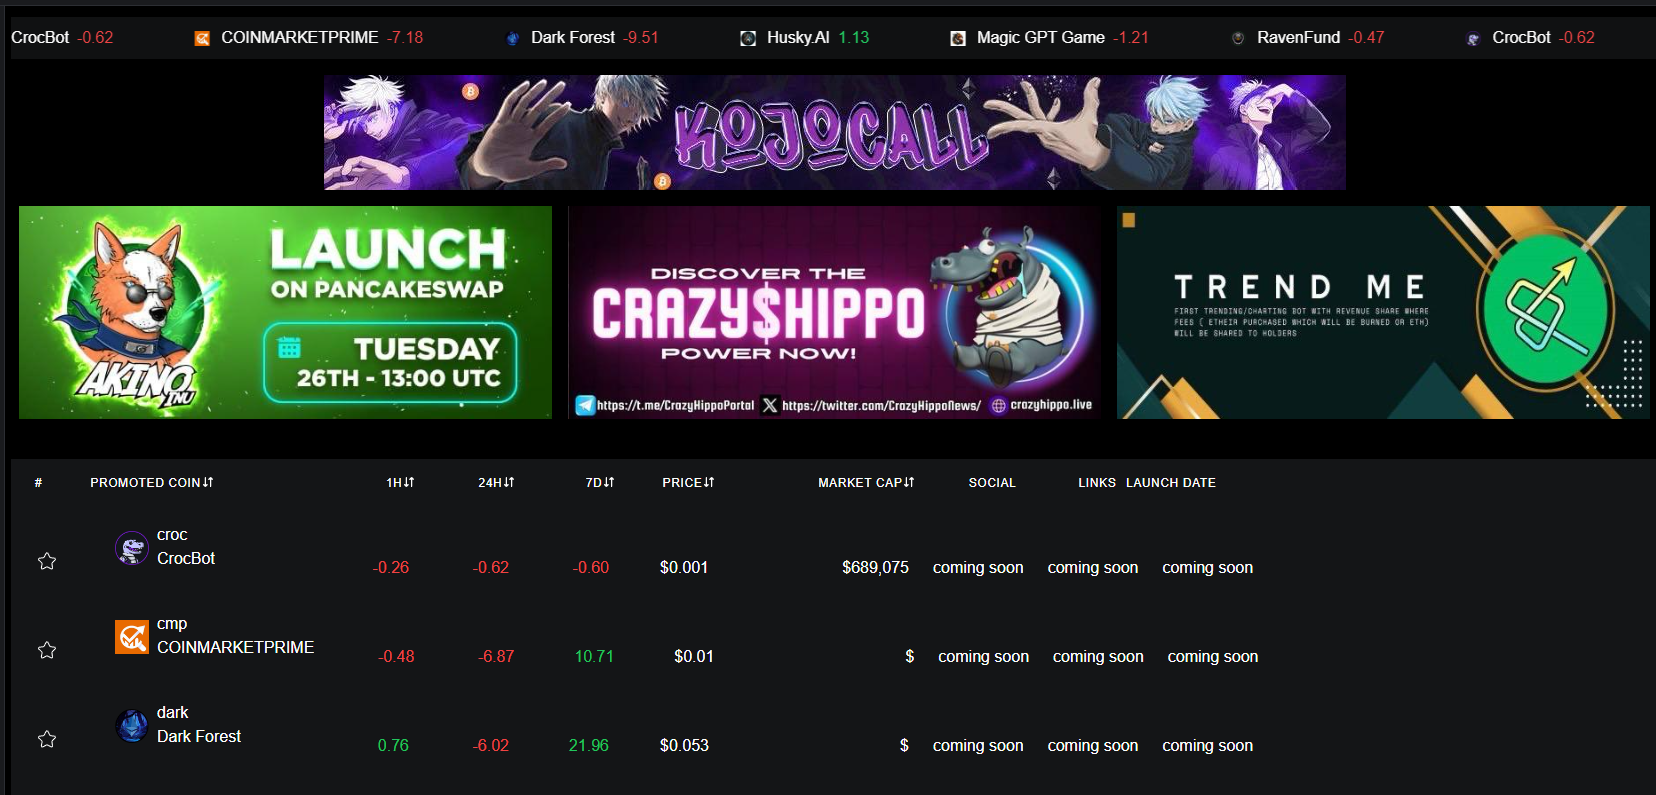 CrocBot -0.62 COINMARKETPRIME -7.18 Dark Forest -9.51 Husky.AI 1.13 Magic GPT Game -1.21 RavenFund -0.47 CrocBot -0.62
KOJOCALL
LAUNCH
ON PANCAKESWAP
TUESDAY
26TH - 13:00 UTC
AKINO
INU
DISCOVER THE
CRAZY$HIPPO
POWER NOW!
https://t.me/CrazyHippoPortal X https://twitter.com/CrazyHippoNews/ crazyhippo.live
TREND ME
FIRST TRENDING/CHARTING BOT WITH REVENUE SHARE WHERE
FEES ( ETHEIR PURCHASED WHICH WILL BE BURNED OR ETH)
WILL BE SHARED TO HOLDERS
# PROMOTED COIN 1H 24H 7D PRICE MARKET CAP SOCIAL LINKS LAUNCH DATE
croc
CrocBot
-0.26 -0.62 -0.60 $0.001 $689,075 coming soon coming soon coming soon
cmp
COINMARKETPRIME
-0.48 -6.87 10.71 $0.01 $ coming soon coming soon coming soon
dark
Dark Forest
0.76 -6.02 21.96 $0.053 $ coming soon coming soon coming soon